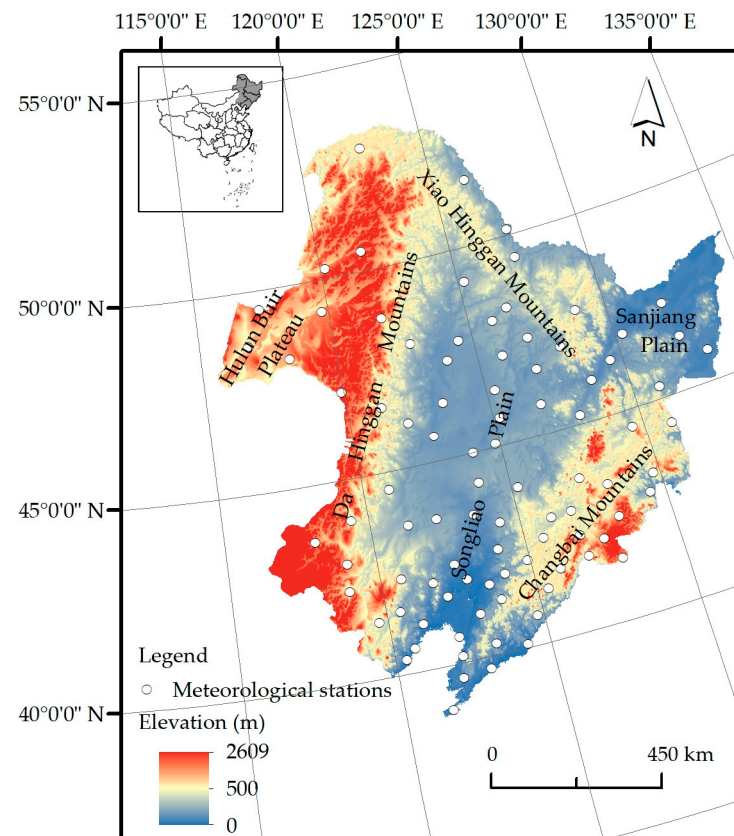 115°0'0" E 120°0'0" E 125°0'0" E 130°0'0" E 135°0'0" E
55°0'0" N
N
Xiao Hinggan Mountains
50°0'0" N
Hulun Buir
Plateau
Sanjiang
Plain
Da Hinggan Mountains
Songliao Plain
45°0'0" N
Changbai Mountains
Legend
Meteorological stations
40°0'0" N
Elevation (m)
2609
500
0
0 450 km